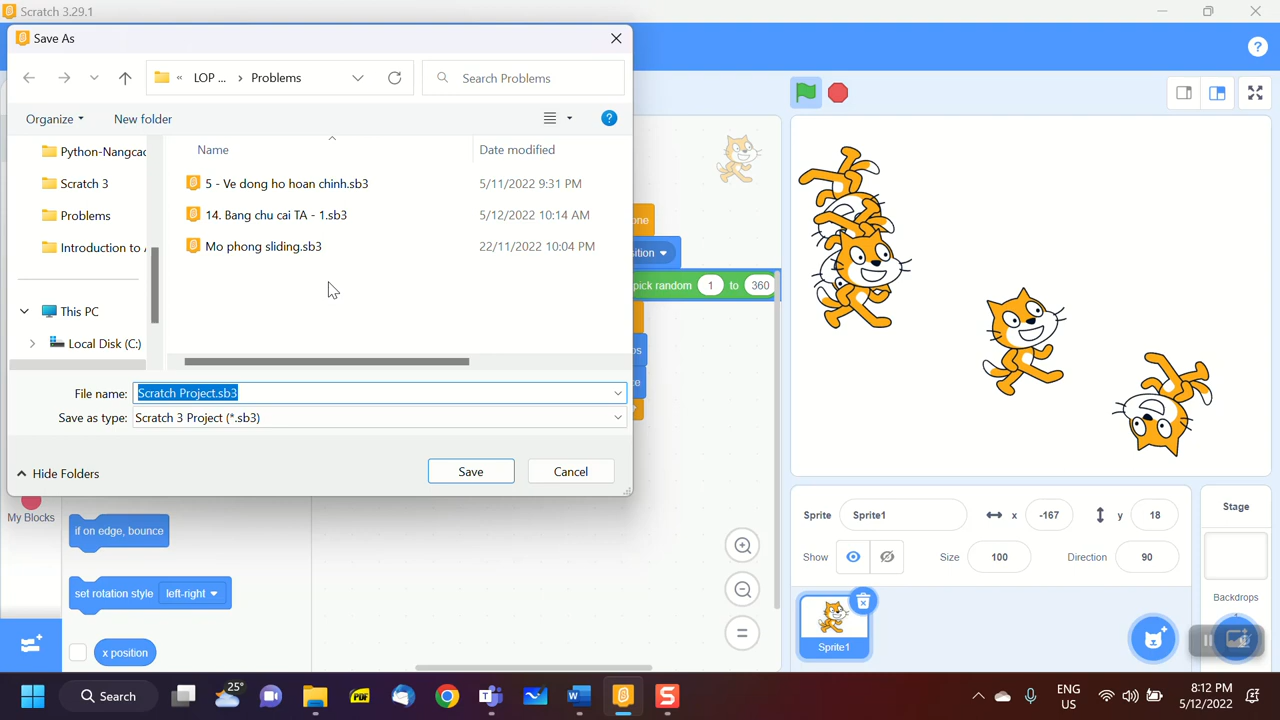 Scratch 3.29.1
Save As
« LOP ... › Problems
Search Problems
Organize
New folder
Name
Date modified
Python-Nangcac
Scratch 3
Problems
Introduction to
This PC
Local Disk (C:)
5 - Ve dong ho hoan chinh.sb3
5/11/2022 9:31 PM
14. Bang chu cai TA - 1.sb3
5/12/2022 10:14 AM
Mo phong sliding.sb3
22/11/2022 10:04 PM
File name: Scratch Project.sb3
Save as type: Scratch 3 Project (*.sb3)
Hide Folders
Save
Cancel
pick random 1 to 360
My Blocks
if on edge, bounce
set rotation style left-right
x position
Sprite Sprite1 x -167 y 18
Show Size 100 Direction 90
Sprite1
Stage
Backdrops
25°
Search
PDF
ENG
US
8:12 PM
5/12/2022